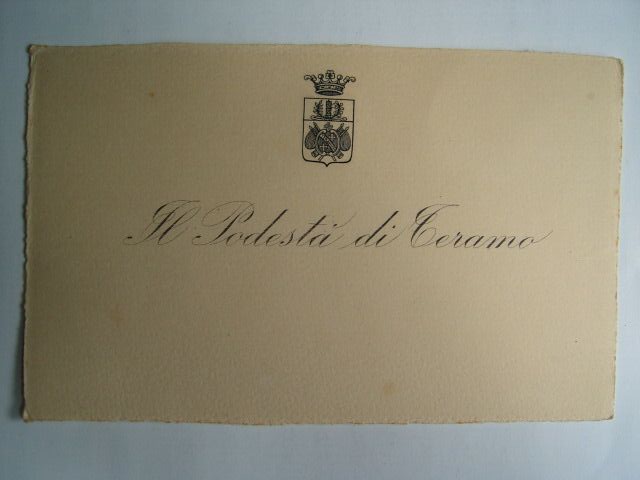 Il Podestà di Teramo